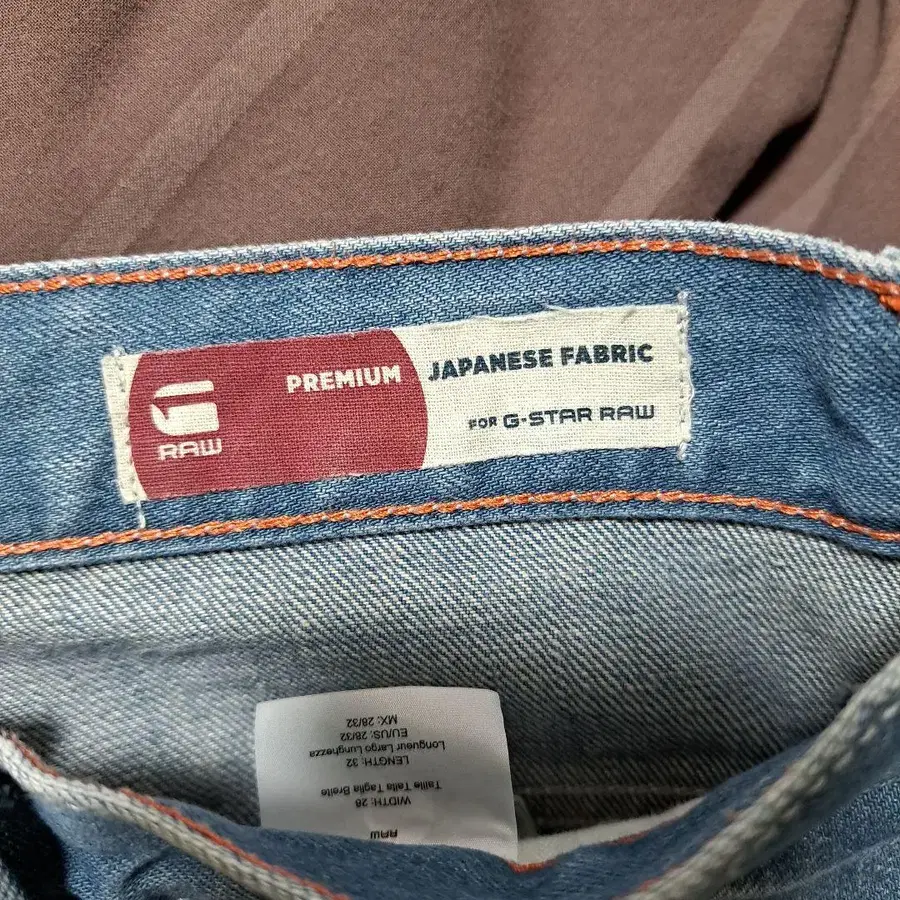 PREMIUM JAPANESE FABRIC
RAW
FOR G-STAR RAW
RAW
WIDTH: 28
Taille Talla Taglia Breite
LENGTH: 32
Longueur Largo Lunghezza
EU/US: 28/32
MX: 28/32